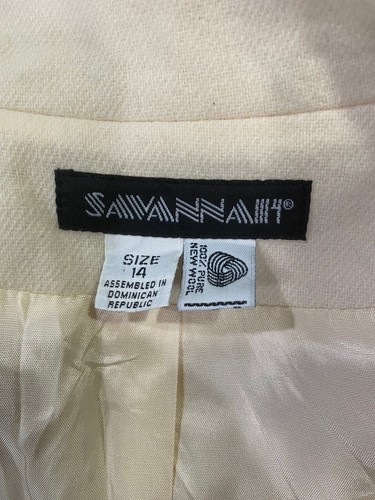 SAVANNAH®
SIZE
14
ASSEMBLED IN
DOMINICAN
REPUBLIC
100% PURE
NEW WOOL